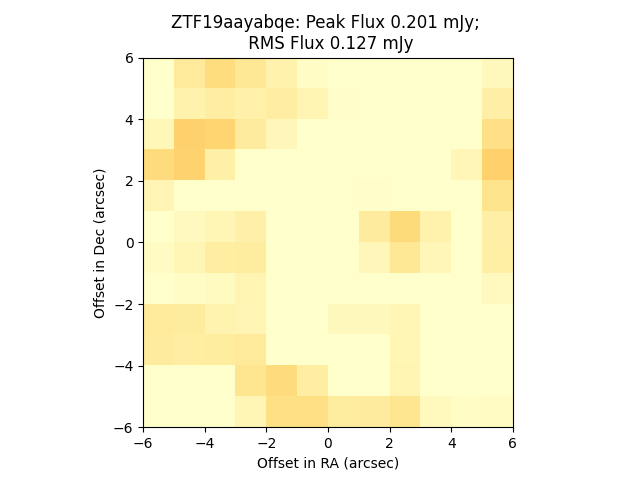 ZTF19aayabqe: Peak Flux 0.201 mJy;
RMS Flux 0.127 mJy
6
4
2
0
−2
−4
−6
Offset in Dec (arcsec)
−6 −4 −2 0 2 4 6
Offset in RA (arcsec)